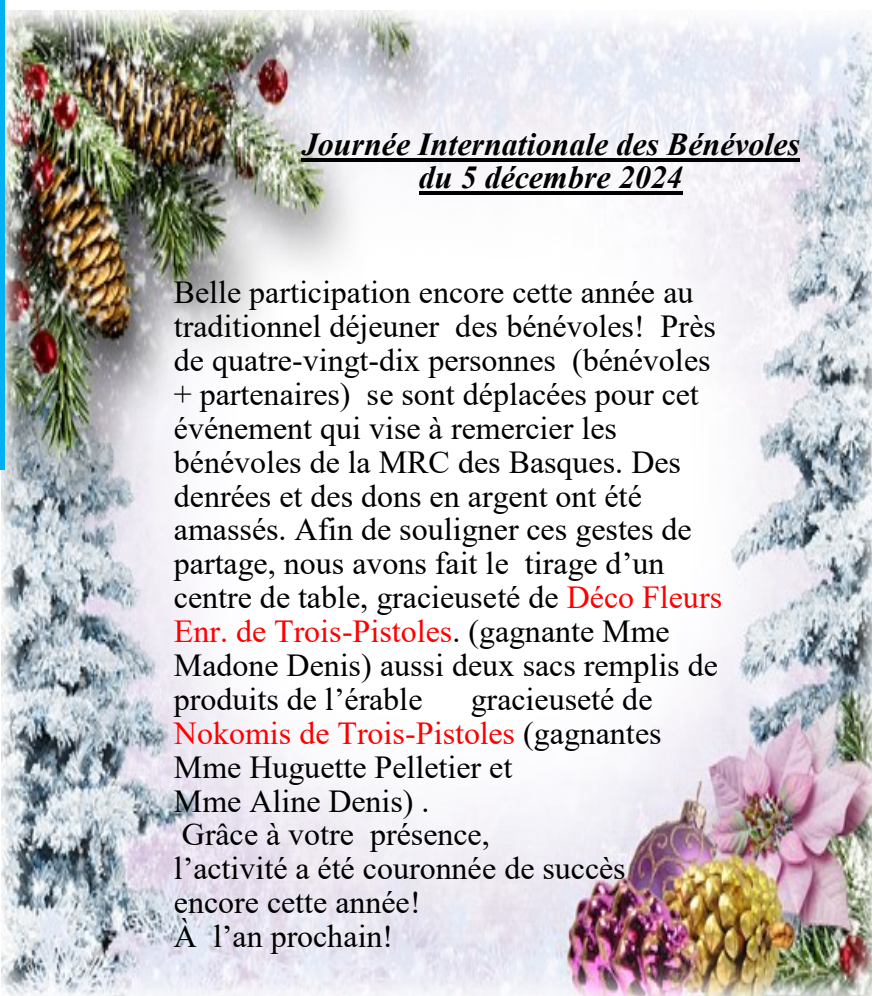 Journée Internationale des Bénévoles
du 5 décembre 2024
Belle participation encore cette année au
traditionnel déjeuner  des bénévoles!  Près
de quatre-vingt-dix personnes  (bénévoles
+ partenaires)  se sont déplacées pour cet
événement qui vise à remercier les
bénévoles de la MRC des Basques. Des
denrées et des dons en argent ont été
amassés. Afin de souligner ces gestes de
partage, nous avons fait le  tirage d’un
centre de table, gracieuseté de Déco Fleurs
Enr. de Trois-Pistoles. (gagnante Mme
Madone Denis) aussi deux sacs remplis de
produits de l’érable      gracieuseté de
Nokomis de Trois-Pistoles (gagnantes
Mme Huguette Pelletier et
Mme Aline Denis) .
Grâce à votre  présence,
l’activité a été couronnée de succès
encore cette année!
À  l’an prochain!